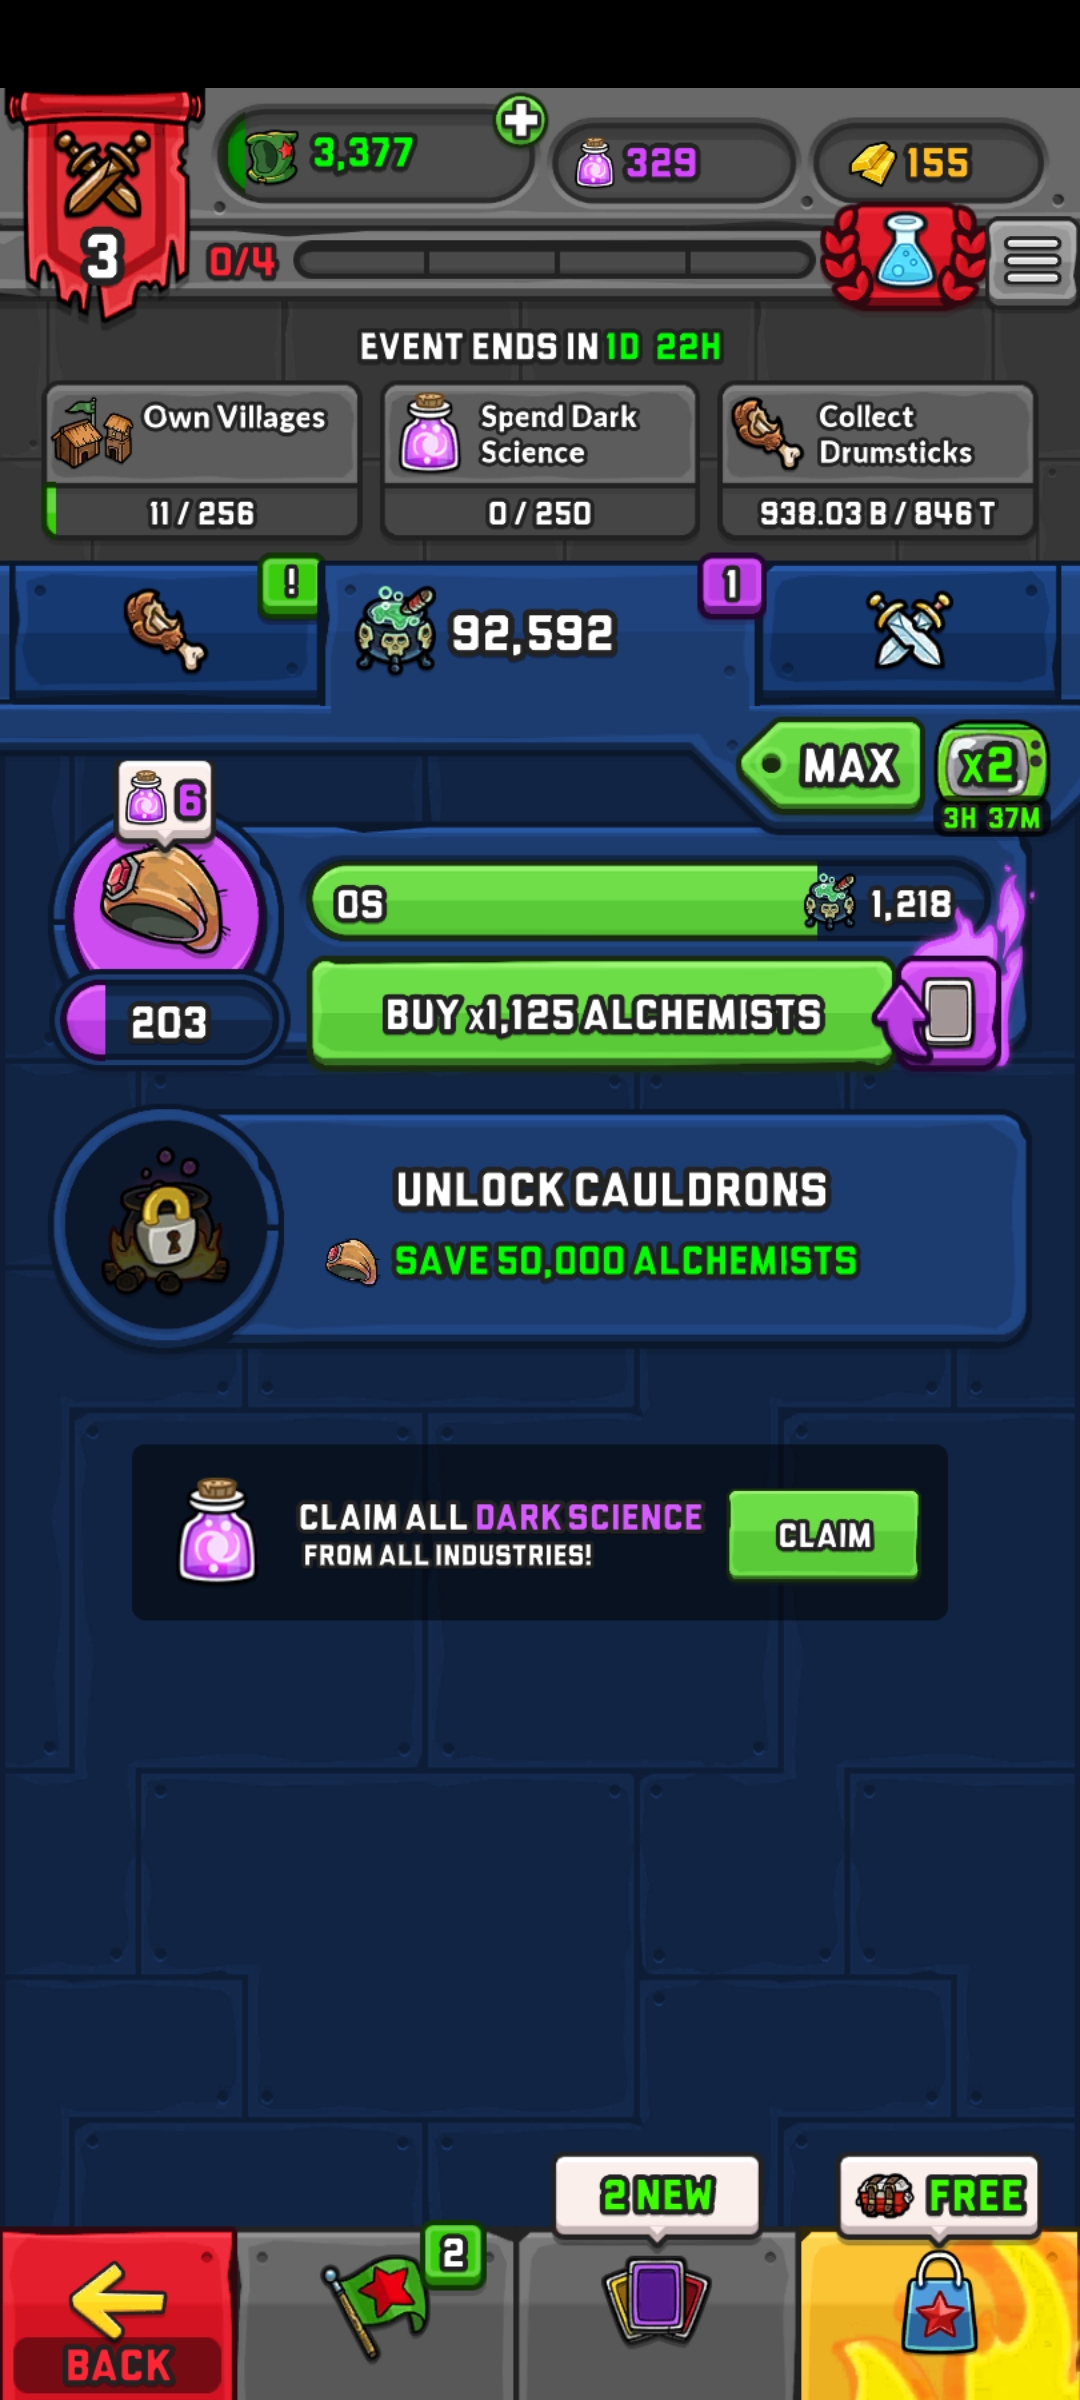 3,377
329
155
3
0/4
EVENT ENDS IN 1D 22H
Own Villages
11 / 256
Spend Dark
Science
0 / 250
Collect
Drumsticks
938.03 B / 846 T
!
92,592
1
MAX
x2
3H 37M
6
0S
1,218
203
BUY x1,125 ALCHEMISTS
UNLOCK CAULDRONS
SAVE 50,000 ALCHEMISTS
CLAIM ALL DARK SCIENCE
FROM ALL INDUSTRIES!
CLAIM
2 NEW
FREE
2
BACK